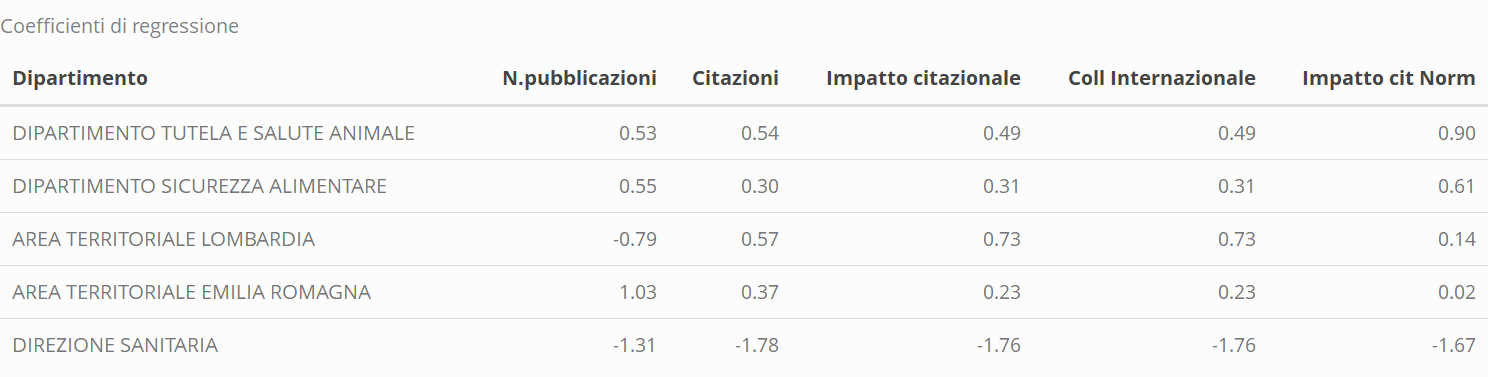 Coefficienti di regressione
Dipartimento N.pubblicazioni Citazioni Impatto citazionale Coll Internazionale Impatto cit Norm
DIPARTIMENTO TUTELA E SALUTE ANIMALE 0.53 0.54 0.49 0.49 0.90
DIPARTIMENTO SICUREZZA ALIMENTARE 0.55 0.30 0.31 0.31 0.61
AREA TERRITORIALE LOMBARDIA -0.79 0.57 0.73 0.73 0.14
AREA TERRITORIALE EMILIA ROMAGNA 1.03 0.37 0.23 0.23 0.02
DIREZIONE SANITARIA -1.31 -1.78 -1.76 -1.76 -1.67